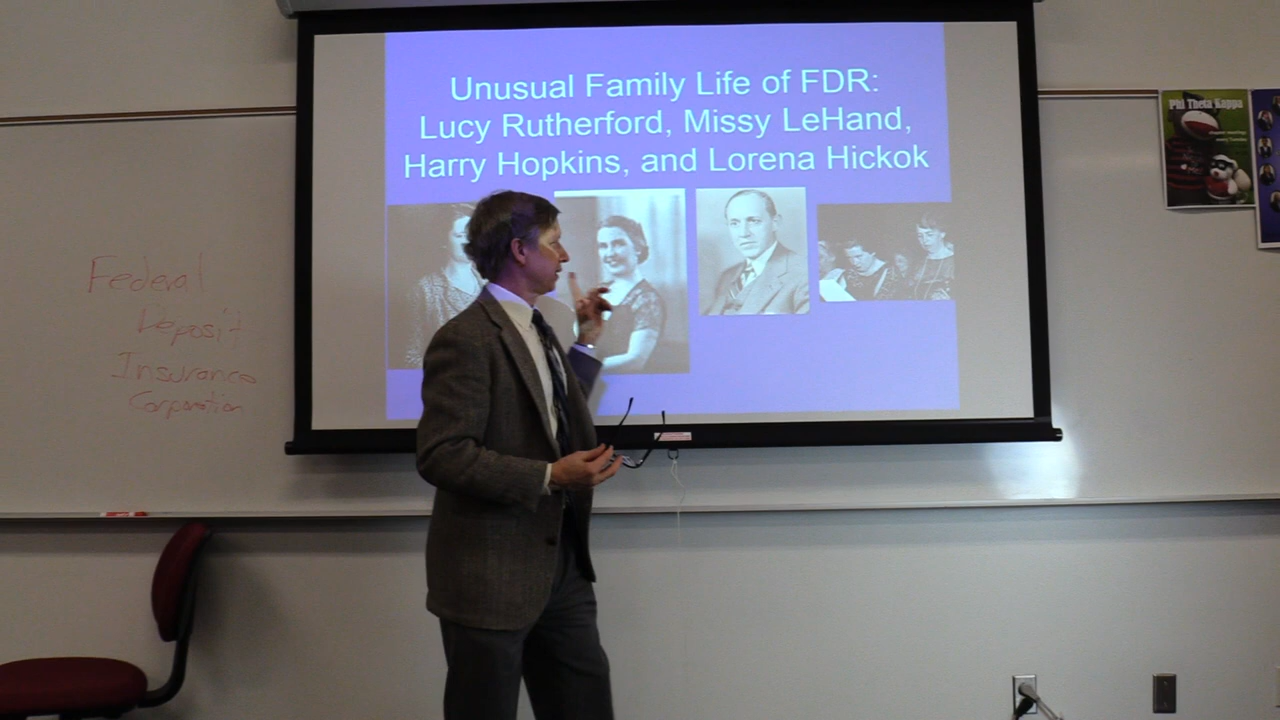 Unusual Family Life of FDR:
Lucy Rutherford, Missy LeHand,
Harry Hopkins, and Lorena Hickok
Federal
Deposit
Insurance
Corporation
Phi Theta Kappa